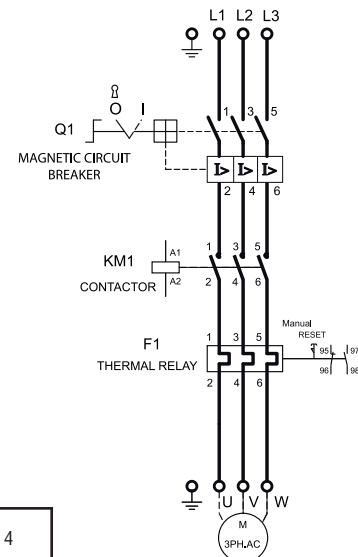 L1 L2 L3
O I
1 3 5
Q1
MAGNETIC CIRCUIT
BREAKER
I> I> I>
2 4 6
A1
1 3 5
KM1
CONTACTOR
A2
2 4 6
Manual
RESET
F1
1 3 5
95 97
THERMAL RELAY
96 98
2 4 6
U V W
M
3PH.AC
4